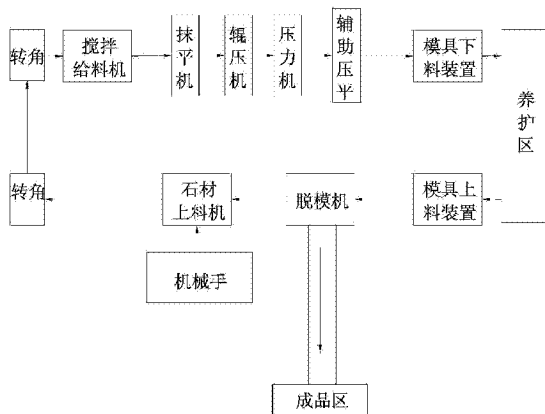 转角
搅拌
给料机
抹平机
辊压机
压力机
辅助压平
模具下
料装置
养护区
转角
石材
上料机
脱模机
模具上
料装置
机械手
成品区